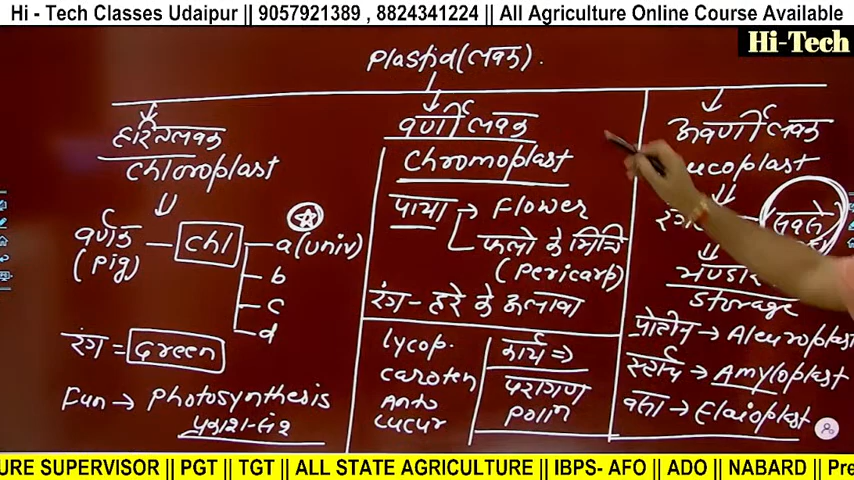 Hi - Tech Classes Udaipur || 9057921389 , 8824341224 || All Agriculture Online Course Available
Hi-Tech
Plastid (लवक)
हरितलवक
Chloroplast
वर्णक
(Pig)
Chl
a (univ)
b
c
d
रंग = Green
Fun → Photosynthesis
वर्णी लवक
Chromoplast
पाया → Flower
फलो के भित्ति
(Pericarp)
रंग - हरे के अलावा
Lycop.
Caroten
Antho
कार्य ⇒
परागण
Pollin
अवर्णी लवक
ucoplast
Storage
प्रोटीन → Aleuroplast
स्टार्च → Amyloplast
वसा → Elaioplast
URE SUPERVISOR || PGT || TGT || ALL STATE AGRICULTURE || IBPS- AFO || ADO || NABARD || Pre